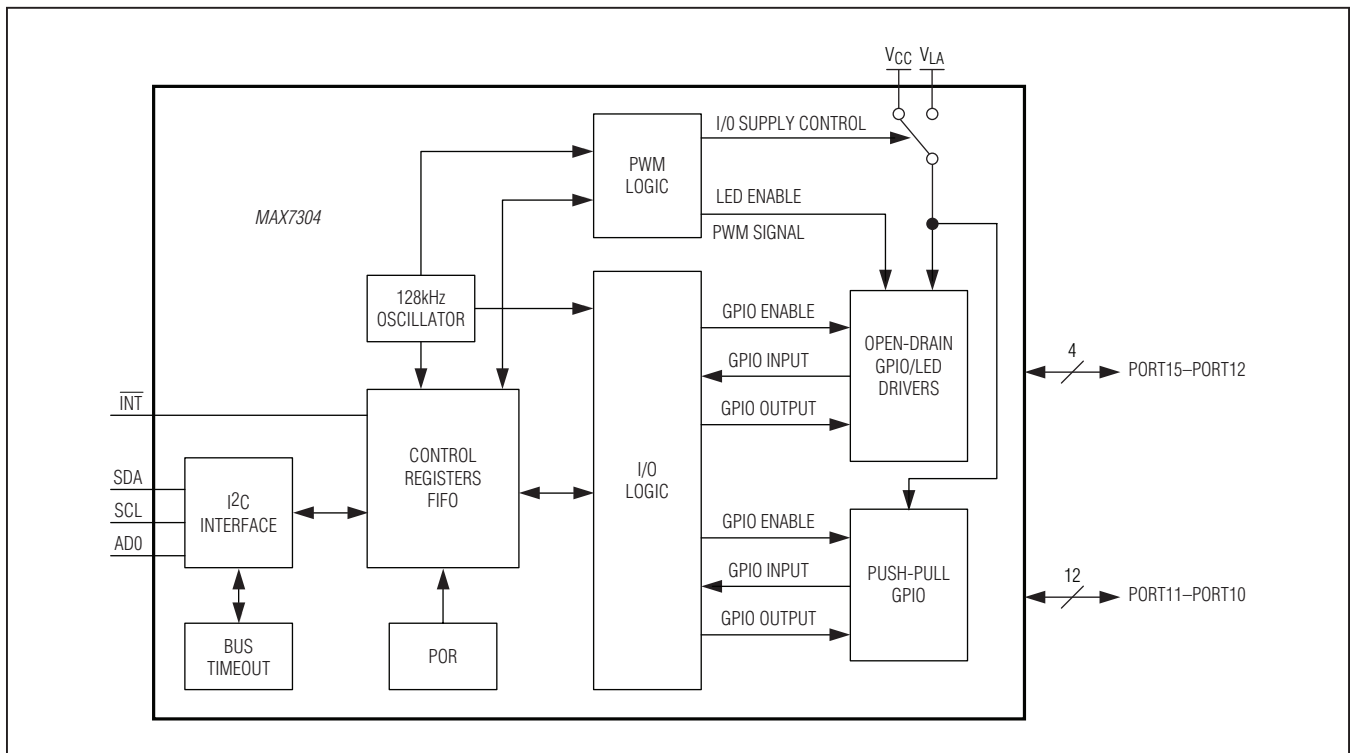 VCC VLA
I/O SUPPLY CONTROL
PWM
LOGIC
LED ENABLE
PWM SIGNAL
MAX7304
128kHz
OSCILLATOR
GPIO ENABLE
GPIO INPUT
GPIO OUTPUT
OPEN-DRAIN
GPIO/LED
DRIVERS
4
PORT15–PORT12
INT
CONTROL
REGISTERS
FIFO
I/O
LOGIC
SDA
SCL
AD0
I2C
INTERFACE
GPIO ENABLE
GPIO INPUT
GPIO OUTPUT
PUSH-PULL
GPIO
12
PORT11–PORT10
BUS
TIMEOUT
POR